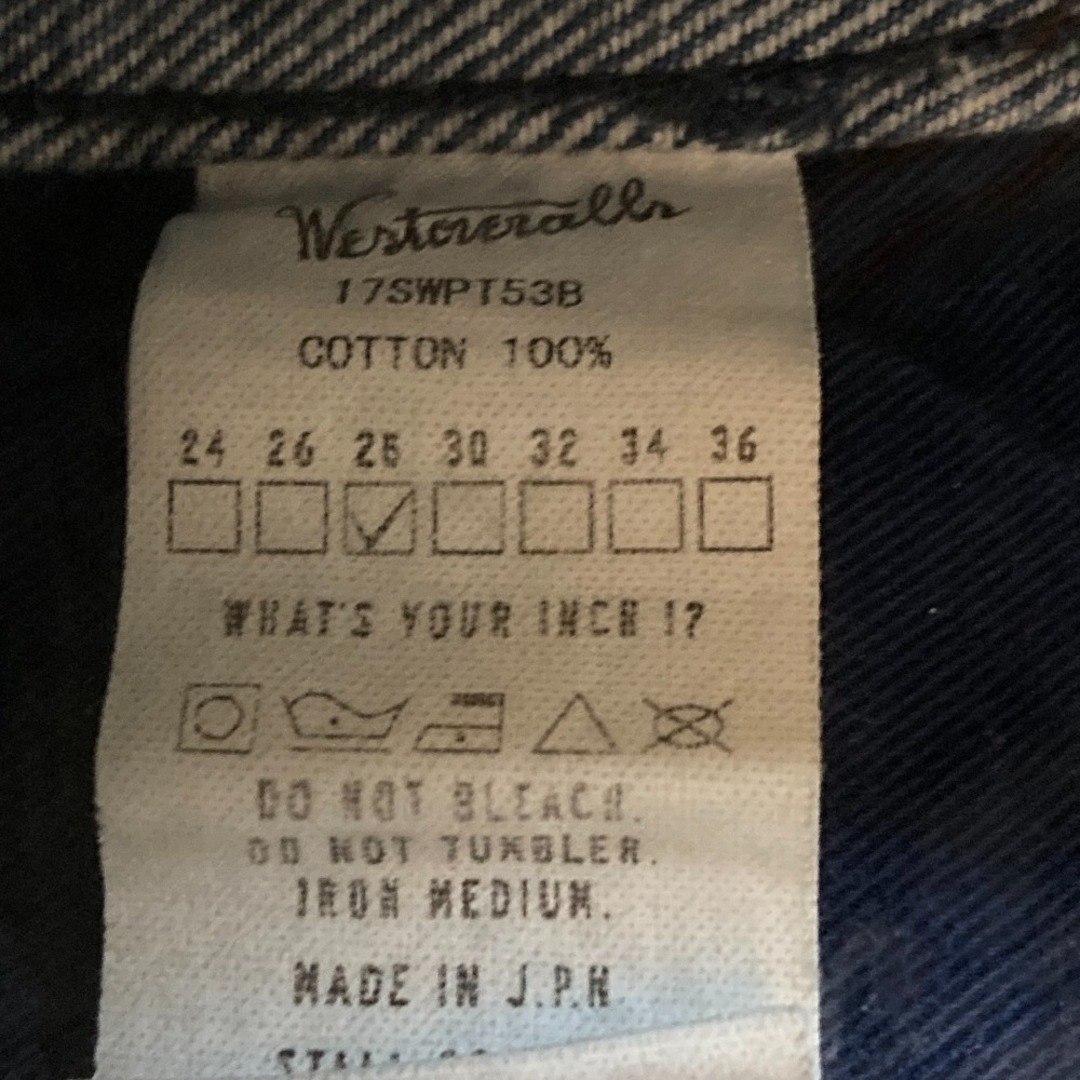 Westoveralls
17SWPT53B
COTTON 100%
24 26 28 30 32 34 36
WHAT'S YOUR INCH !?
DO NOT BLEACH.
DO NOT TUMBLER.
IRON MEDIUM.
MADE IN J.P.N